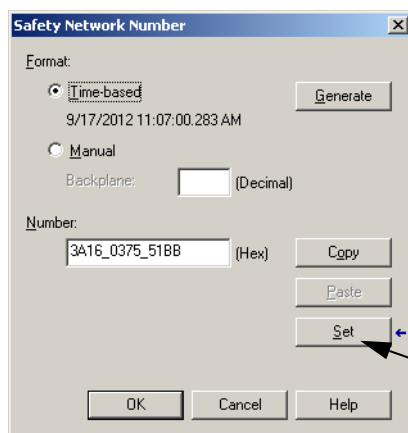 Safety Network Number
Format:
Time-based
Generate
9/17/2012 11:07:00.283 AM
Manual
Backplane:
(Decimal)
Number:
3A16_0375_51BB
(Hex)
Copy
Paste
Set
OK
Cancel
Help